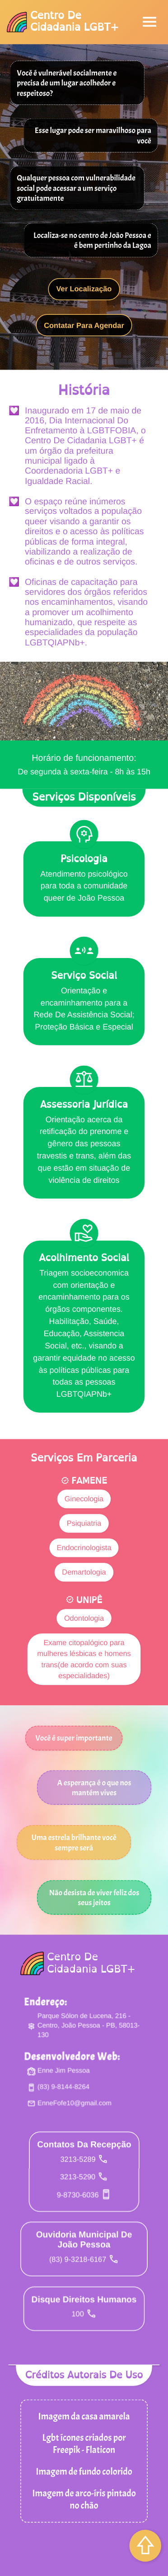 Centro De
Cidadania LGBT+
Você é vulnerável socialmente e
precisa de um lugar acolhedor e
respeitoso?
Esse lugar pode ser maravilhoso para
você
Qualquer pessoa com vulnerabilidade
social pode acessar a um serviço
gratuitamente
Localiza-se no centro de João Pessoa e
é bem pertinho da Lagoa
Ver Localização
Contatar Para Agendar
História
Inaugurado em 17 de maio de
2016, Dia Internacional Do
Enfretamento à LGBTFOBIA, o
Centro De Cidadania LGBT+ é
um órgão da prefeitura
municipal ligado à
Coordenadoria LGBT+ e
Igualdade Racial.
O espaço reúne inúmeros
serviços voltados a população
queer visando a garantir os
direitos e o acesso às políticas
públicas de forma integral,
viabilizando a realização de
oficinas e de outros serviços.
Oficinas de capacitação para
servidores dos órgãos referidos
nos encaminhamentos, visando
a promover um acolhimento
humanizado, que respeite as
especialidades da população
LGBTQIAPNb+.
Horário de funcionamento:
De segunda à sexta-feira - 8h às 15h
Serviços Disponíveis
Psicologia
Atendimento psicológico
para toda a comunidade
queer de João Pessoa
Serviço Social
Orientação e
encaminhamento para a
Rede De Assistência Social;
Proteção Básica e Especial
Assessoria Jurídica
Orientação acerca da
retificação do prenome e
gênero das pessoas
travestis e trans, além das
que estão em situação de
violência de direitos
Acolhimento Social
Triagem socioeconomica
com orientação e
encaminhamento para os
órgãos componentes.
Habilitação, Saúde,
Educação, Assistencia
Social, etc., visando a
garantir equidade no acesso
às políticas públicas para
todas as pessoas
LGBTQIAPNb+
Serviços Em Parceria
FAMENE
Ginecologia
Psiquiatria
Endocrinologista
Demartologia
UNIPÊ
Odontologia
Exame citopalógico para
mulheres lésbicas e homens
trans(de acordo com suas
especialidades)
Você é super importante
A esperança é o que nos
mantém vives
Uma estrela brilhante você
sempre será
Não desista de viver feliz dos
seus jeitos
Centro De
Cidadania LGBT+
Endereço:
Parque Sólon de Lucena, 216 -
Centro, João Pessoa - PB, 58013-
130
Desenvolvedore Web:
Enne Jim Pessoa
(83) 9-8144-8264
EnneFofe10@gmail.com
Contatos Da Recepção
3213-5289
3213-5290
9-8730-6036
Ouvidoria Municipal De
João Pessoa
(83) 9-3218-6167
Disque Direitos Humanos
100
Créditos Autorais De Uso
Imagem da casa amarela
Lgbt icones criados por
Freepik - Flaticon
Imagem de fundo colorido
Imagem de arco-íris pintado
no chão